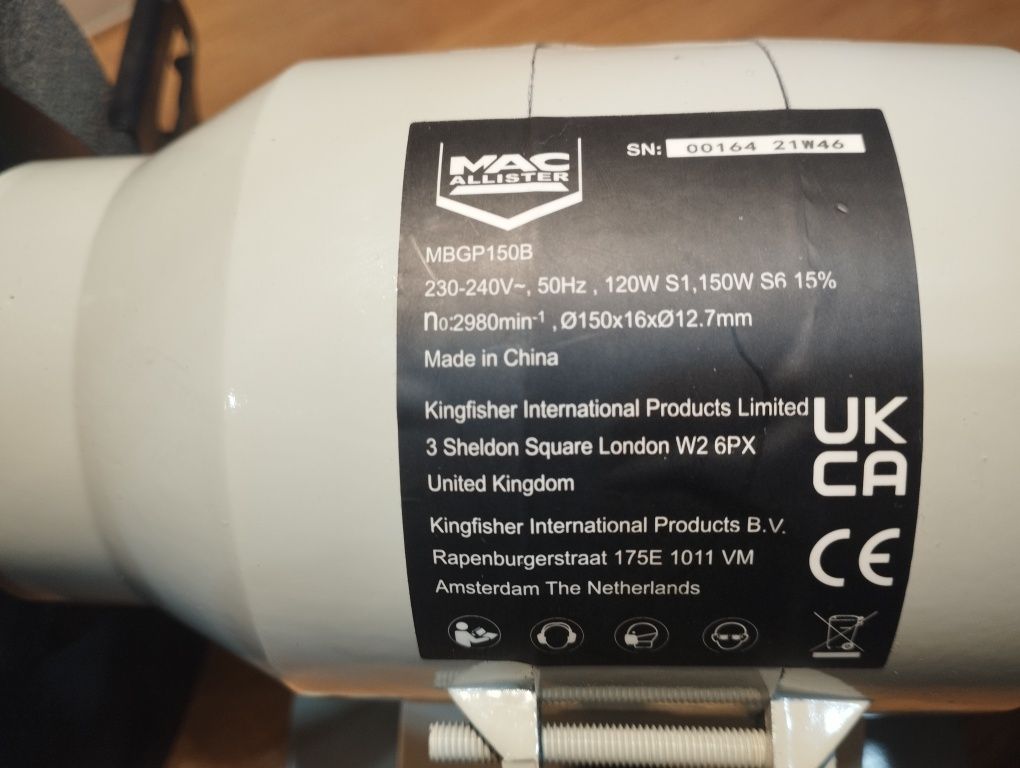 MAC
ALLISTER
SN: 00164 21W46
MBGP150B
230-240V~, 50Hz , 120W S1,150W S6 15%
n0:2980min-1 , Ø150x16xØ12.7mm
Made in China
Kingfisher International Products Limited
3 Sheldon Square London W2 6PX
United Kingdom
UK
CA
Kingfisher International Products B.V.
Rapenburgerstraat 175E 1011 VM
Amsterdam The Netherlands
CE